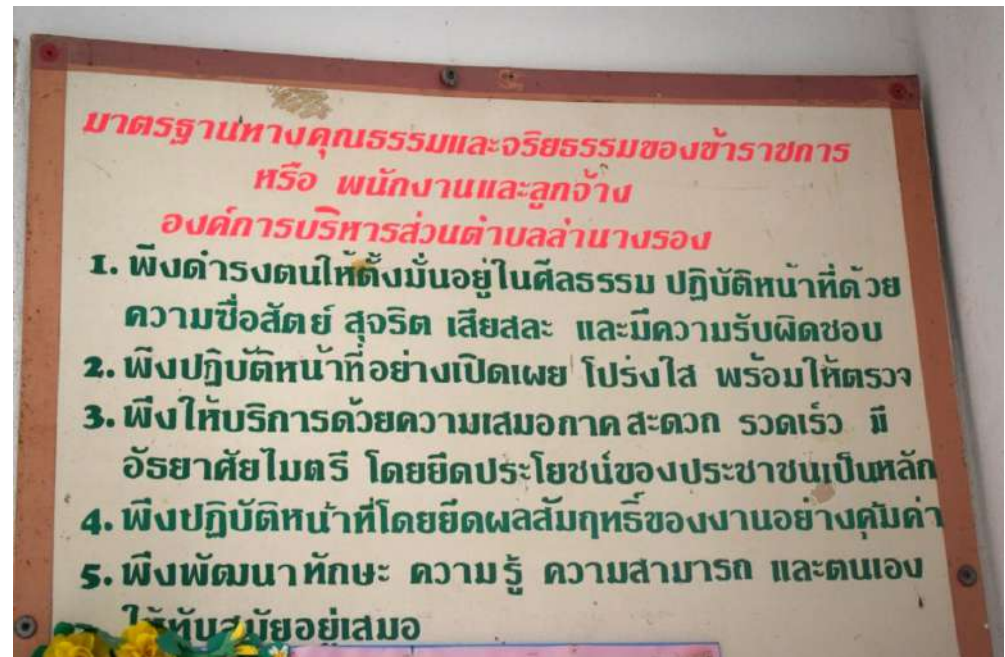 มาตรฐานทางคุณธรรมและจริยธรรมของข้าราชการ
หรือ พนักงานและลูกจ้าง
องค์การบริหารส่วนตำบลลำนางรอง
1. พึงดำรงตนให้ตั้งมั่นอยู่ในศีลธรรม ปฏิบัติหน้าที่ด้วย
ความซื่อสัตย์ สุจริต เสียสละ และมีความรับผิดชอบ
2. พึงปฏิบัติหน้าที่อย่างเปิดเผย โปร่งใส พร้อมให้ตรวจ
3. พึงให้บริการด้วยความเสมอภาค สะดวก รวดเร็ว มี
อัธยาศัยไมตรี โดยยึดประโยชน์ของประชาชนเป็นหลัก
4. พึงปฏิบัติหน้าที่โดยยึดผลสัมฤทธิ์ของงานอย่างคุ้มค่า
5. พึงพัฒนาทักษะ ความรู้ ความสามารถ และตนเอง
ให้ทันสมัยอยู่เสมอ